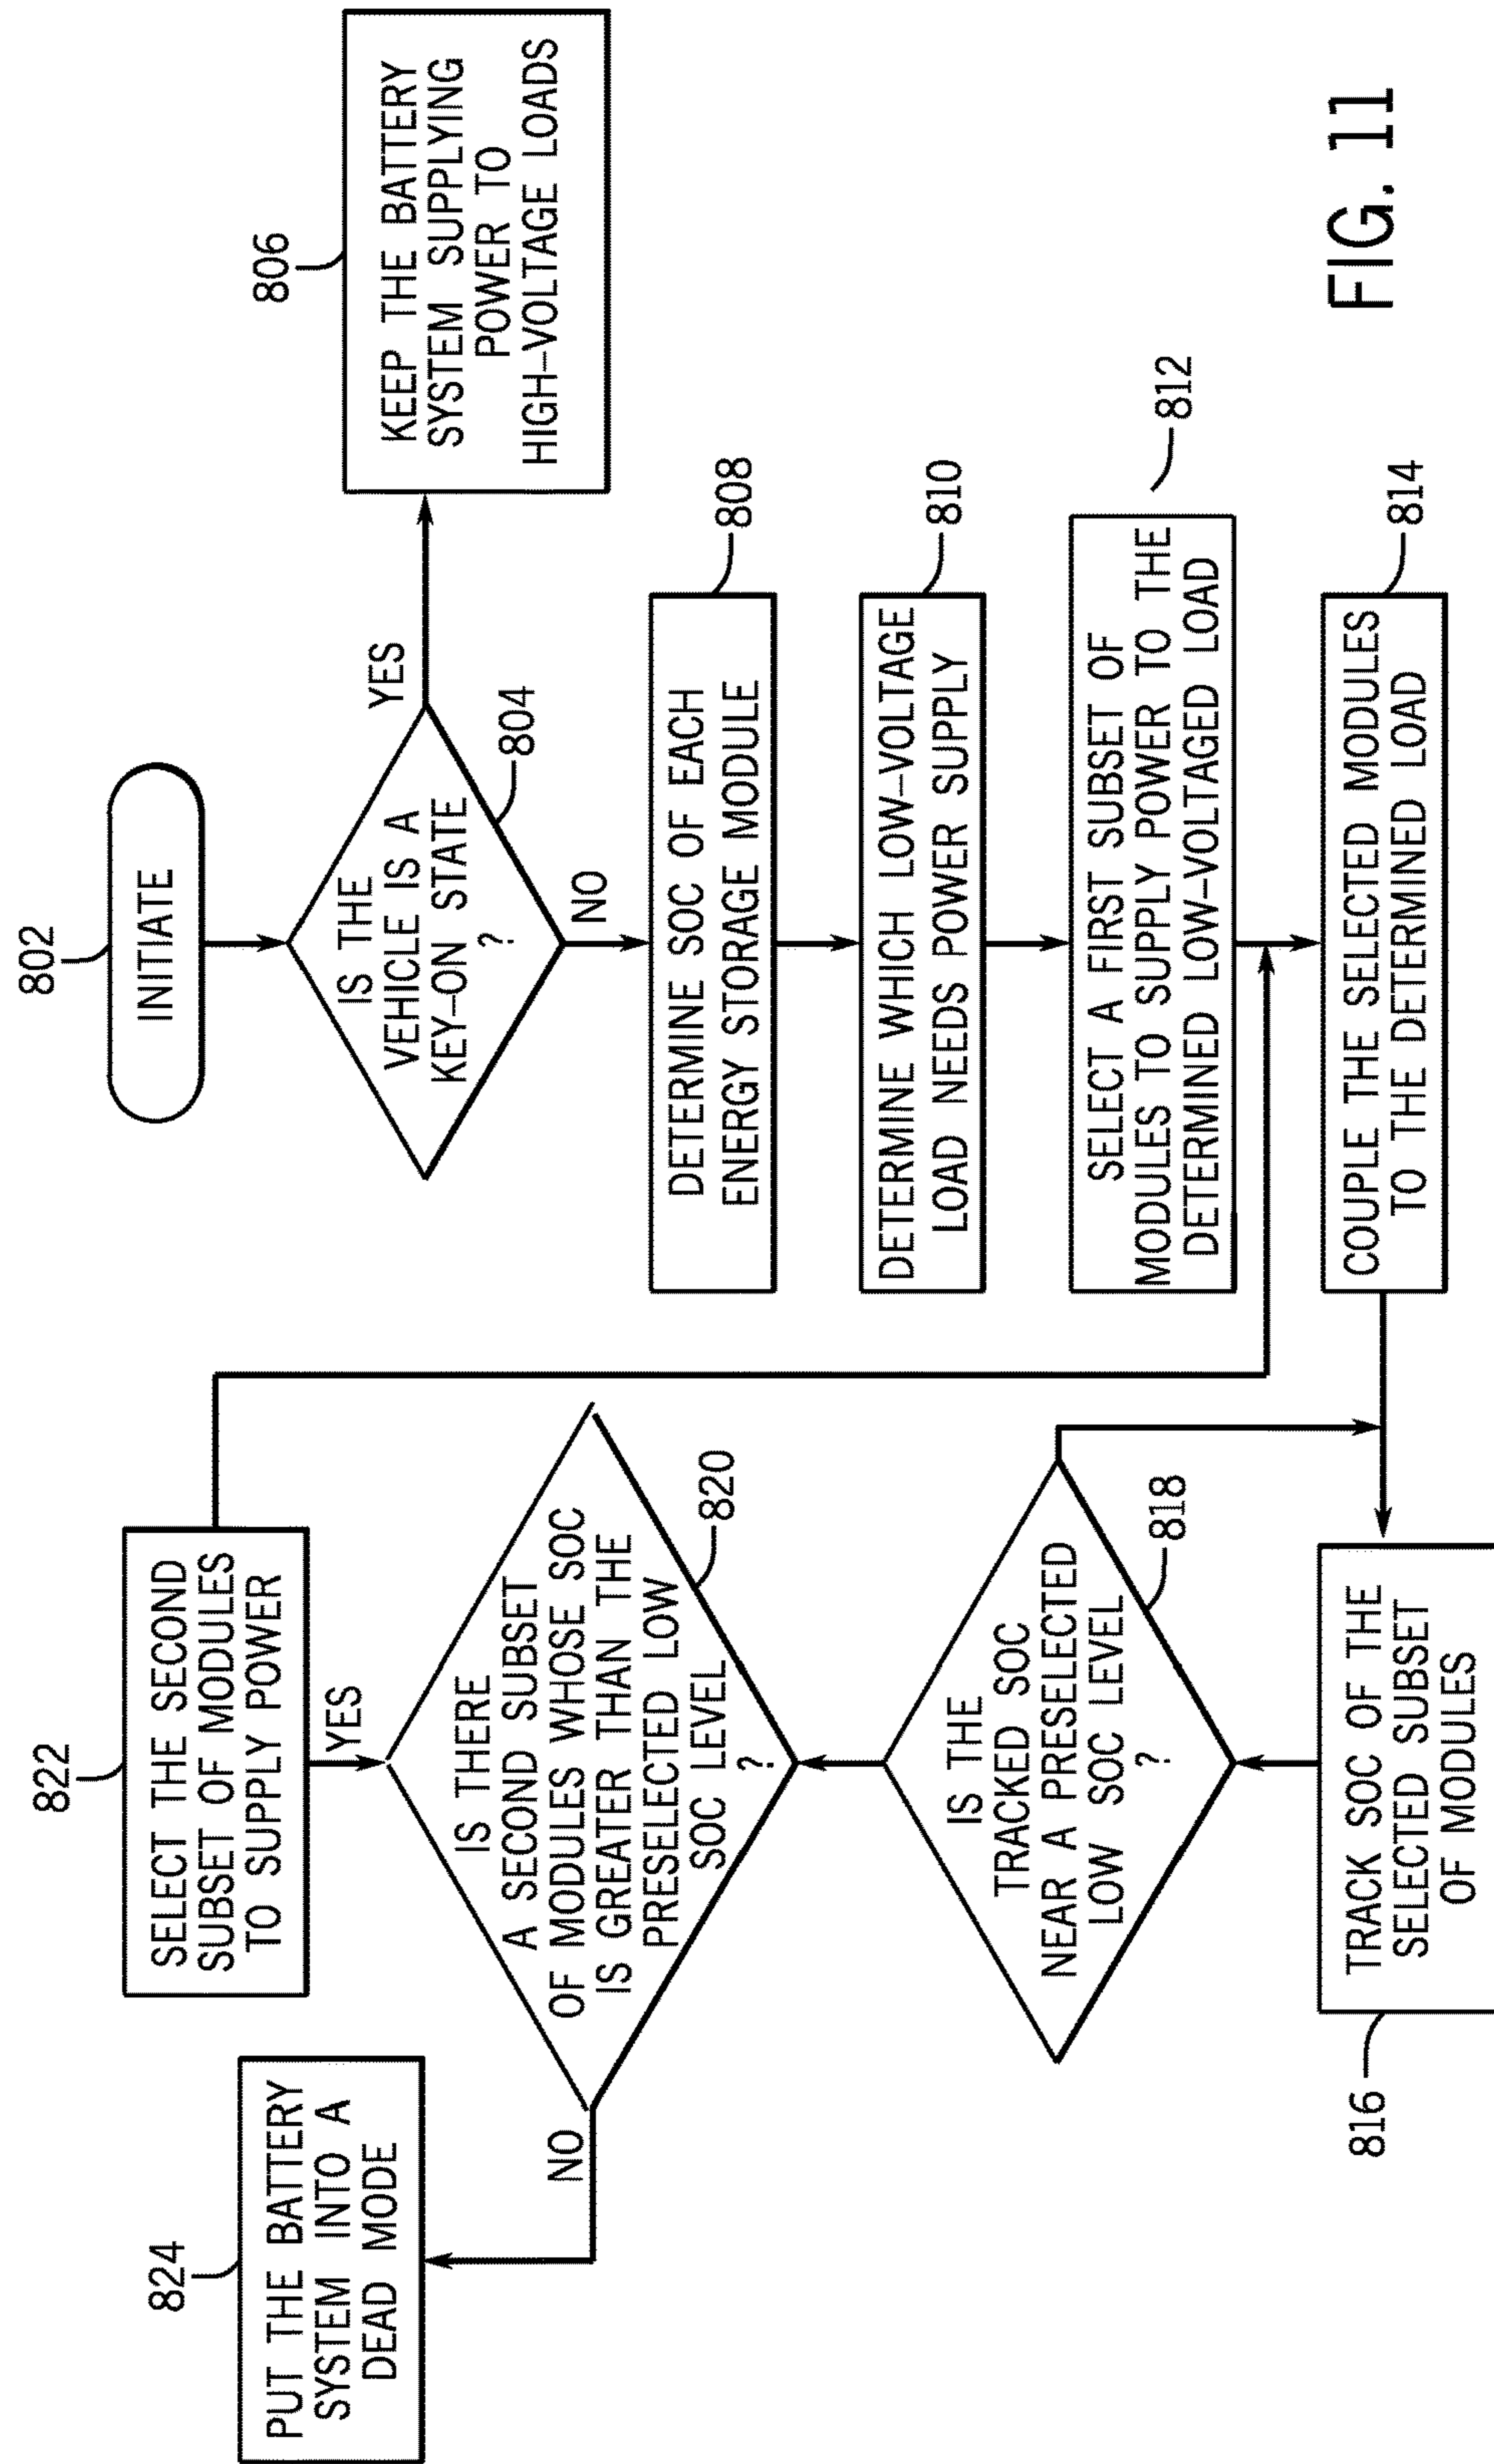 802
INITIATE
IS THE
VEHICLE IS A
KEY-ON STATE
?
804
YES
NO
806
KEEP THE BATTERY
SYSTEM SUPPLYING
POWER TO
HIGH-VOLTAGE LOADS
DETERMINE SOC OF EACH
ENERGY STORAGE MODULE
808
DETERMINE WHICH LOW-VOLTAGE
LOAD NEEDS POWER SUPPLY
810
SELECT A FIRST SUBSET OF
MODULES TO SUPPLY POWER TO THE
DETERMINED LOW-VOLTAGED LOAD
812
COUPLE THE SELECTED MODULES
TO THE DETERMINED LOAD
814
TRACK SOC OF THE
SELECTED SUBSET
OF MODULES
816
IS THE
TRACKED SOC
NEAR A PRESELECTED
LOW SOC LEVEL
?
818
IS THERE
A SECOND SUBSET
OF MODULES WHOSE SOC
IS GREATER THAN THE
PRESELECTED LOW
SOC LEVEL
?
820
YES
NO
822
SELECT THE SECOND
SUBSET OF MODULES
TO SUPPLY POWER
824
PUT THE BATTERY
SYSTEM INTO A
DEAD MODE
FIG. 11